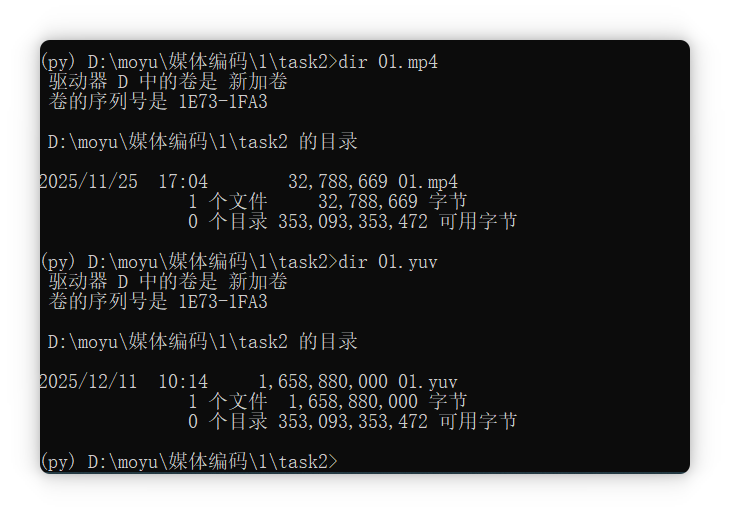 (py) D:\moyu\媒体编码\1\task2>dir 01.mp4
驱动器 D 中的卷是 新加卷
卷的序列号是 1E73-1FA3
D:\moyu\媒体编码\1\task2 的目录
2025/11/25  17:04        32,788,669 01.mp4
1 个文件     32,788,669 字节
0 个目录 353,093,353,472 可用字节
(py) D:\moyu\媒体编码\1\task2>dir 01.yuv
驱动器 D 中的卷是 新加卷
卷的序列号是 1E73-1FA3
D:\moyu\媒体编码\1\task2 的目录
2025/12/11  10:14     1,658,880,000 01.yuv
1 个文件  1,658,880,000 字节
0 个目录 353,093,353,472 可用字节
(py) D:\moyu\媒体编码\1\task2>